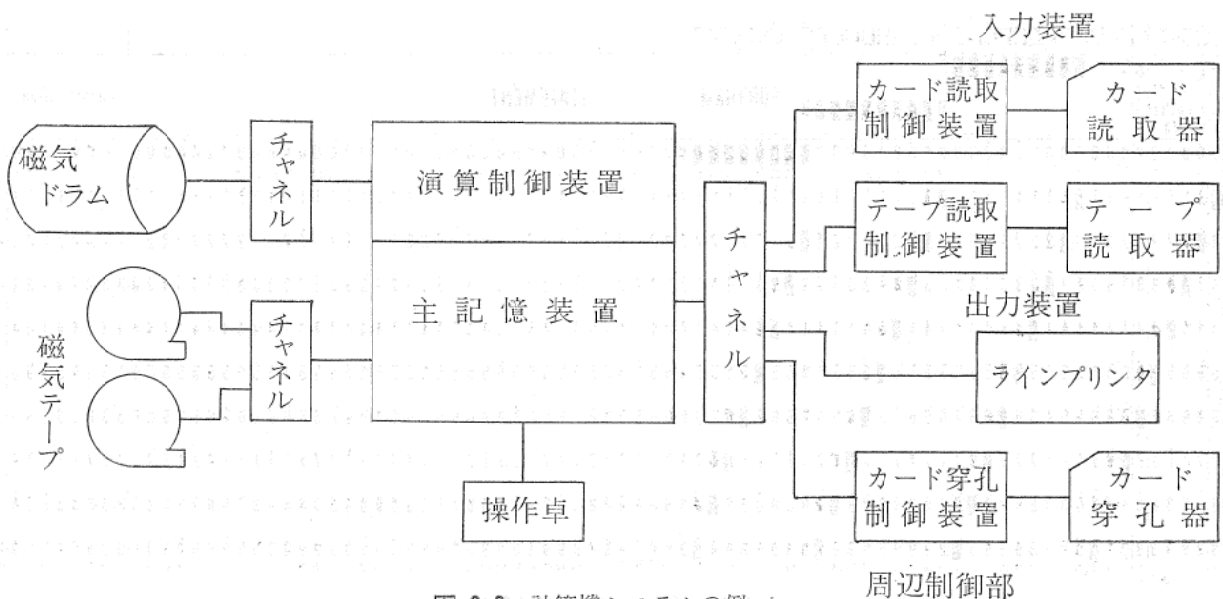 入力装置
カード読取
制御装置
カード
読取器
磁気
ドラム
チャネル
演算制御装置
テープ読取
制御装置
テープ
読取器
チャネル
主記憶装置
出力装置
磁気テープ
チャネル
ラインプリンタ
操作卓
カード穿孔
制御装置
カード
穿孔器
周辺制御部